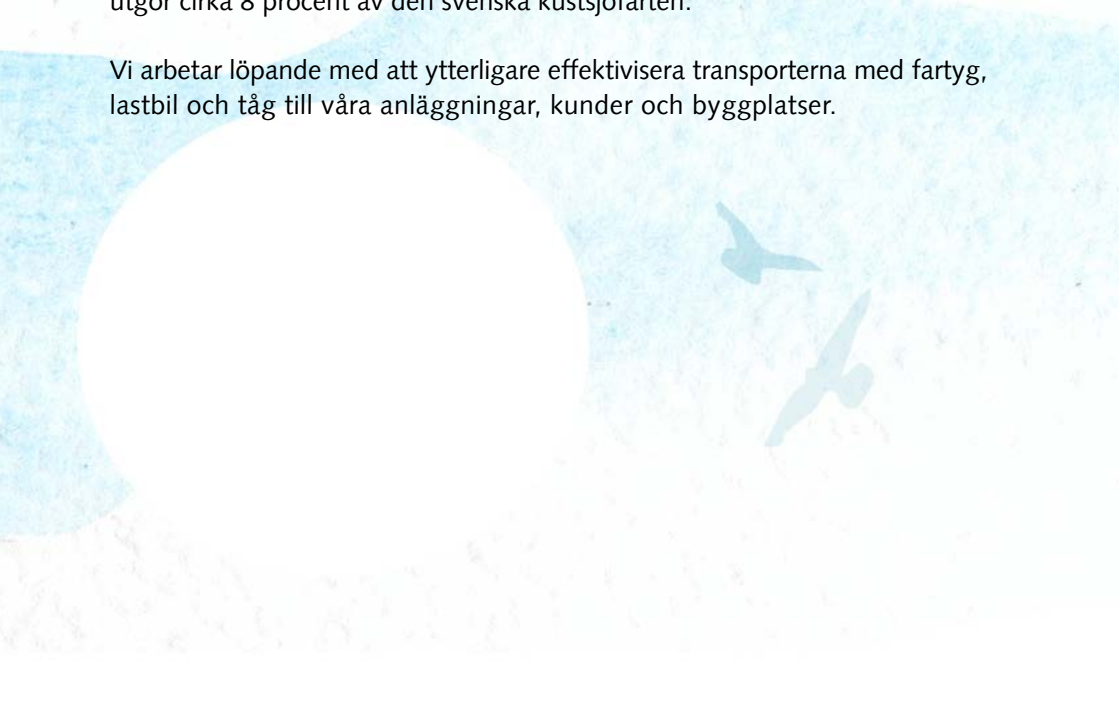 utgör cirka 8 procent av den svenska kustsjöfarten.
Vi arbetar löpande med att ytterligare effektivisera transporterna med fartyg,
lastbil och tåg till våra anläggningar, kunder och byggplatser.